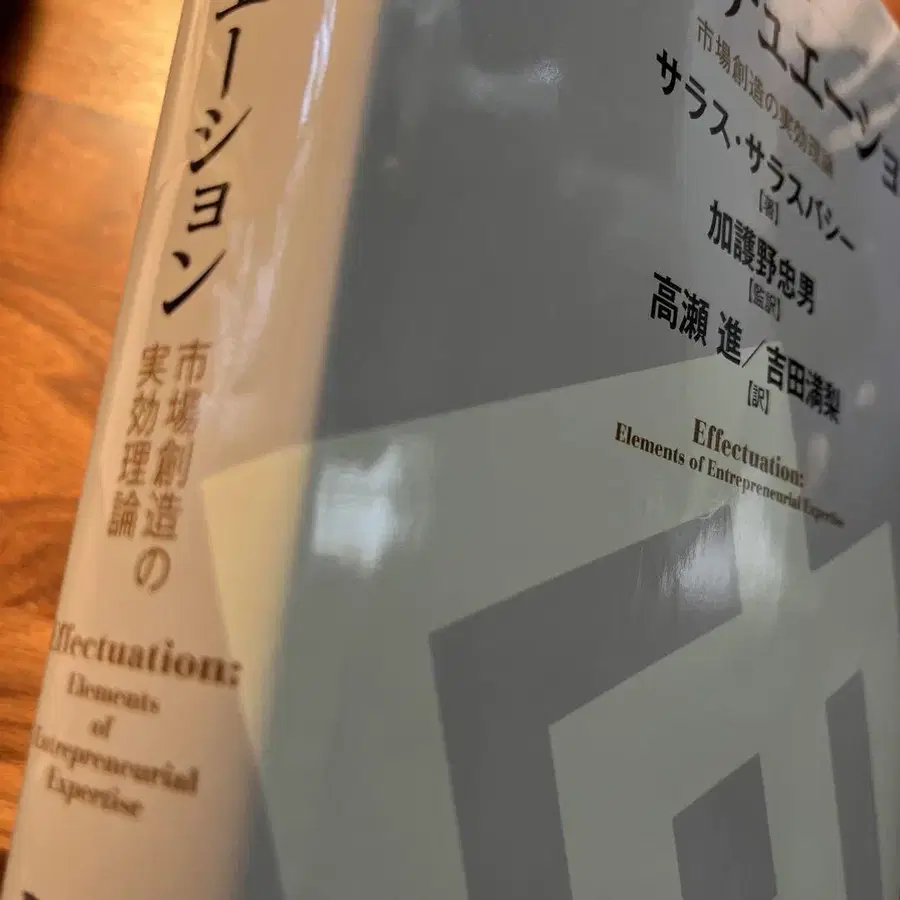 エーション
市場創造の
実効理論
Effectuation:
Elements
of
Entrepreneurial
Expertise
クユエーショ
市場創造の実効理論
サラス・サラスバシー
[著]
加護野忠男
[監訳]
高瀬 進/吉田満梨
[訳]
Effectuation:
Elements of Entrepreneurial Expertise